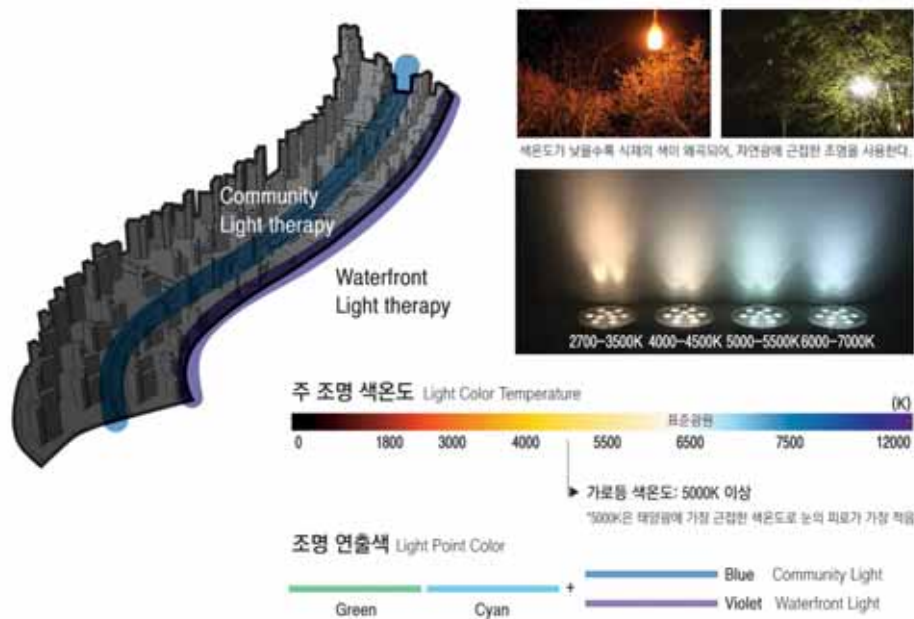 Community
Light therapy
Waterfront
Light therapy
색온도가 낮을수록 식재의 색이 왜곡되어, 자연광에 근접한 조명을 사용한다.
2700-3500K 4000-4500K 5000-5500K 6000-7000K
주 조명 색온도 Light Color Temperature
(K)
표준광원
0 1800 3000 4000 5500 6500 7500 12000
가로등 색온도: 5000K 이상
*5000K은 태양광에 가장 근접한 색온도로 눈의 피로가 가장 적음
조명 연출색 Light Point Color
Green Cyan + Blue Community Light
Violet Waterfront Light